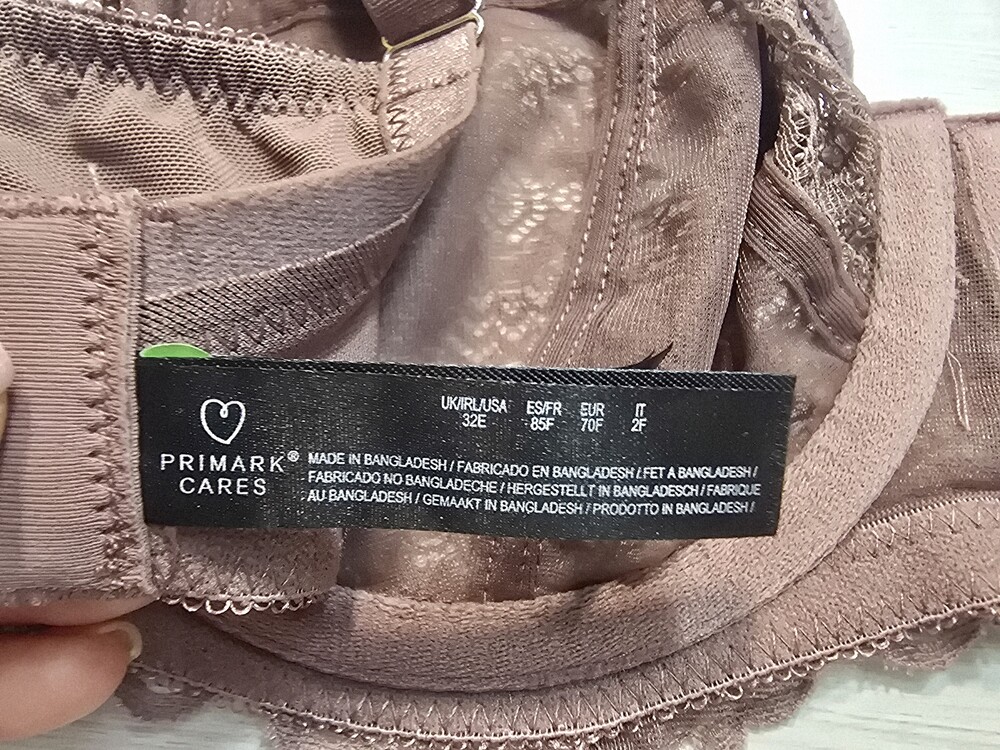 UK/IRL/USA ES/FR EUR IT
32E 85F 70F 2F
PRIMARK®
CARES
MADE IN BANGLADESH / FABRICADO EN BANGLADESH / FET A BANGLADESH /
FABRICADO NO BANGLADECHE / HERGESTELLT IN BANGLADESCH / FABRIQUE
AU BANGLADESH / GEMAAKT IN BANGLADESH / PRODOTTO IN BANGLADESH /